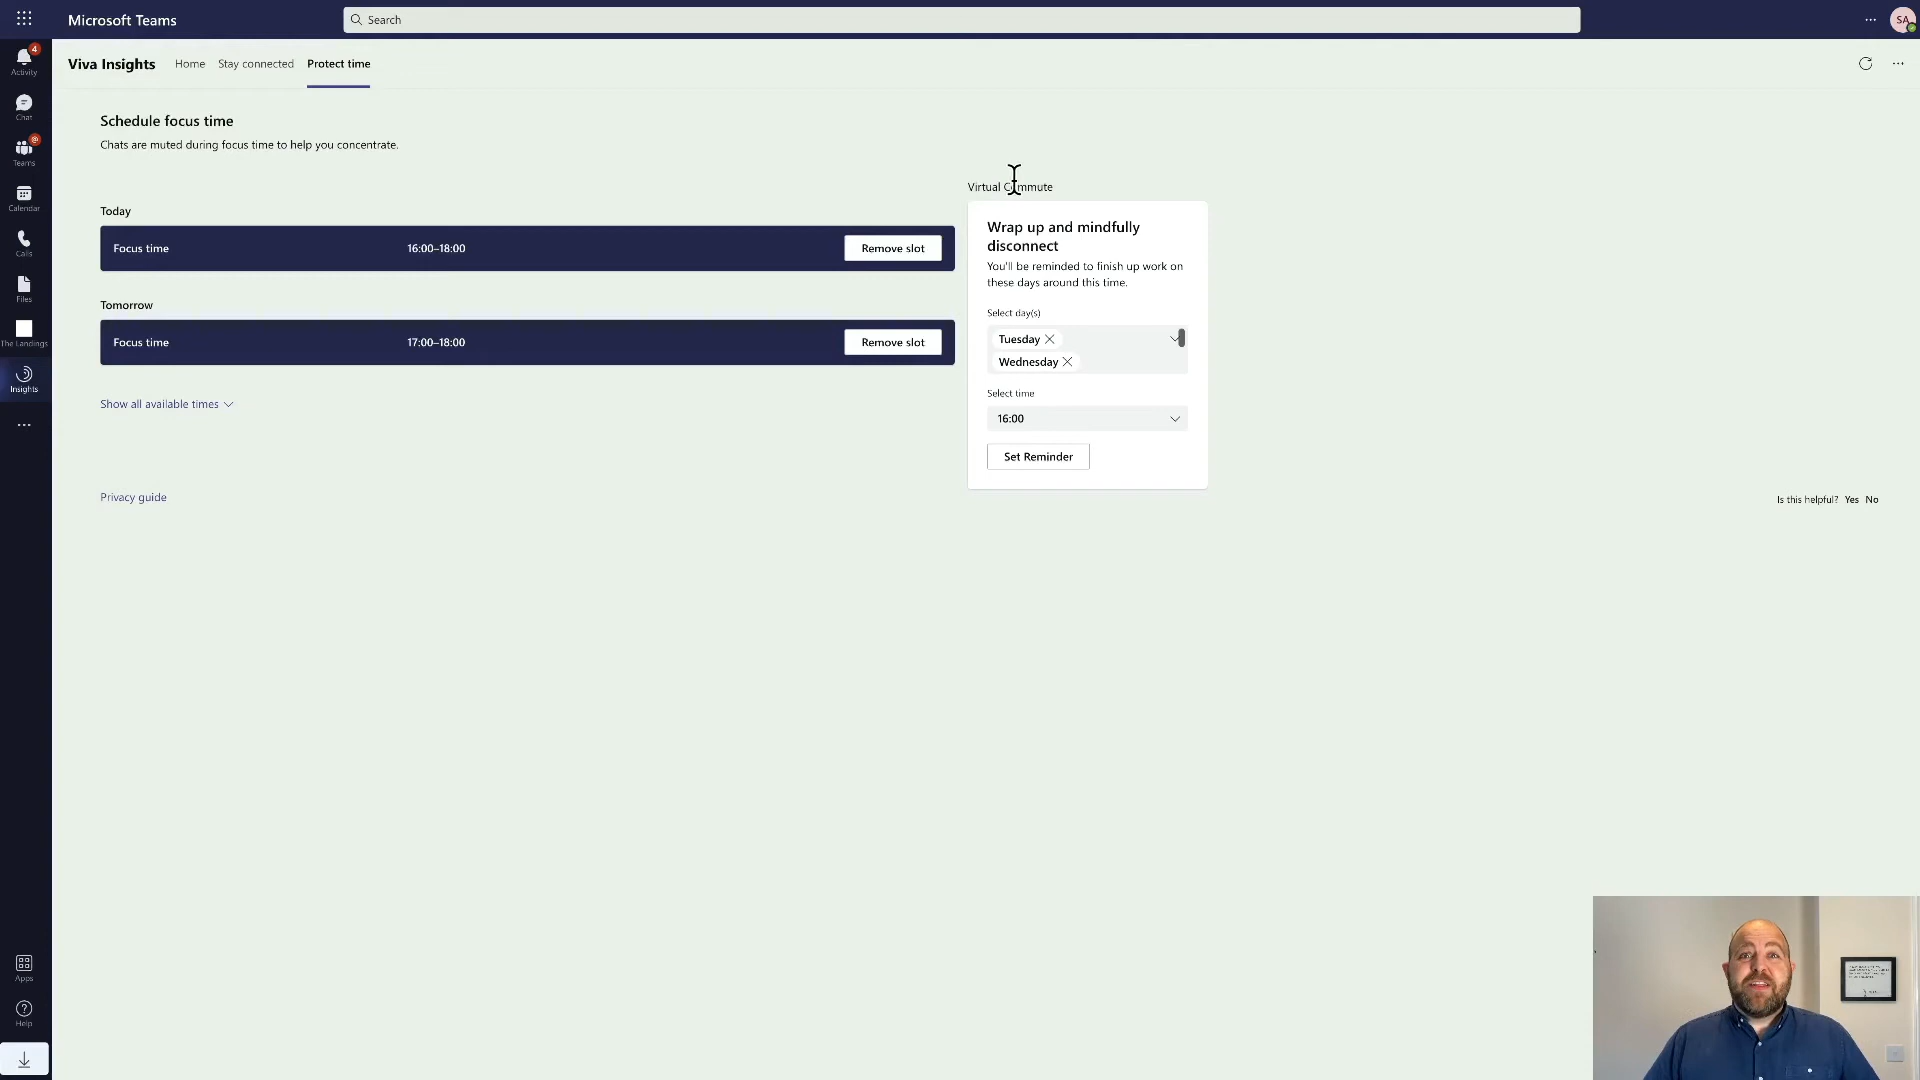 Microsoft Teams
Search
SA
4
Activity
Chat
@
Teams
Calendar
Calls
Files
The Landings
Insights
Apps
Help
Viva Insights
Home
Stay connected
Protect time
Schedule focus time
Chats are muted during focus time to help you concentrate.
Today
Focus time 16:00–18:00 Remove slot
Tomorrow
Focus time 17:00–18:00 Remove slot
Show all available times
Privacy guide
Virtual Commute
Wrap up and mindfully
disconnect
You'll be reminded to finish up work on
these days around this time.
Select day(s)
Tuesday
Wednesday
Select time
16:00
Set Reminder
Is this helpful? Yes No